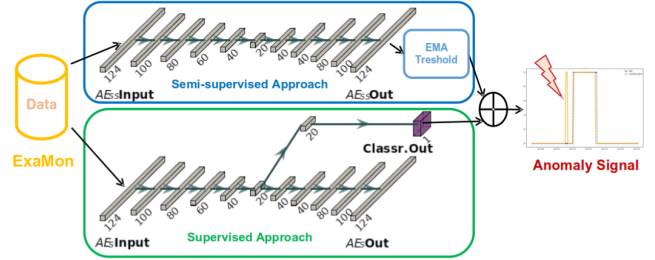 124
100
80
60
40
20
40
60
80
100
124
EMA
Treshold
AEssInput
Semi-supervised Approach
AEssOut
Data
ExaMon
20
1
Classr.Out
Anomaly Signal
124
100
80
60
40
20
40
60
80
100
124
AEsInput
Supervised Approach
AEsOut